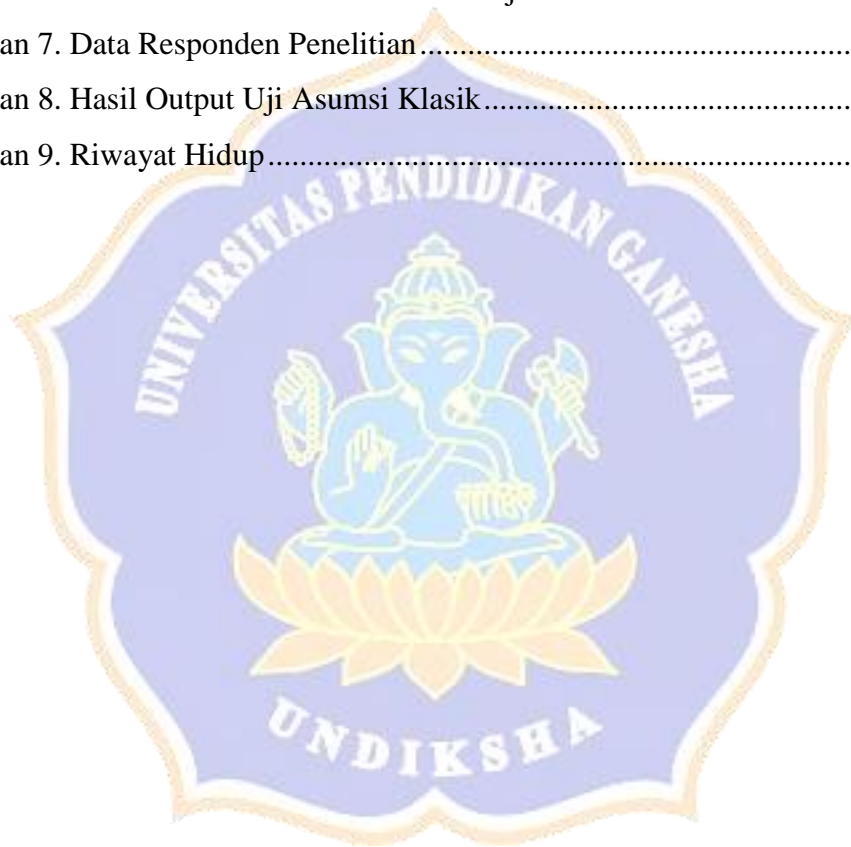 an 7. Data Responden Penelitian........................................................
an 8. Hasil Output Uji Asumsi Klasik...............................................
an 9. Riwayat Hidup...........................................................................
UNIVERSITAS PENDIDIKAN GANESHA
UNDIKSHA